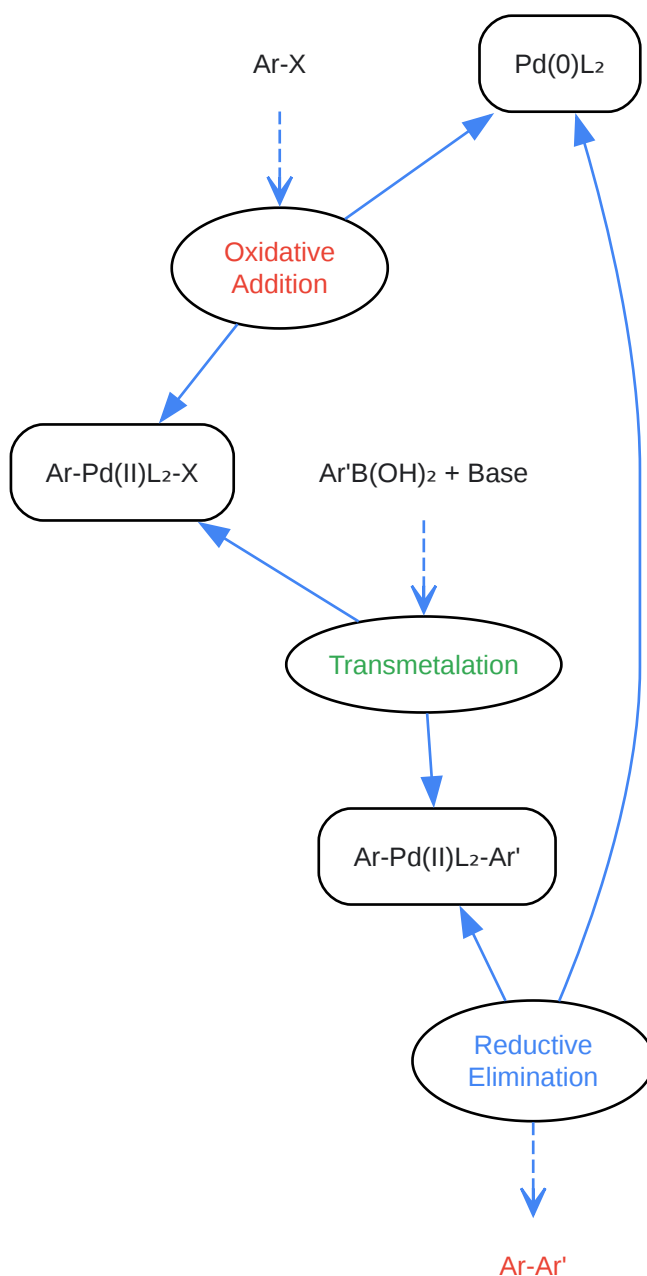 Ar-X
Pd(0)L₂
Oxidative
Addition
Ar-Pd(II)L₂-X
Ar'B(OH)₂ + Base
Transmetalation
Ar-Pd(II)L₂-Ar'
Reductive
Elimination
Ar-Ar'